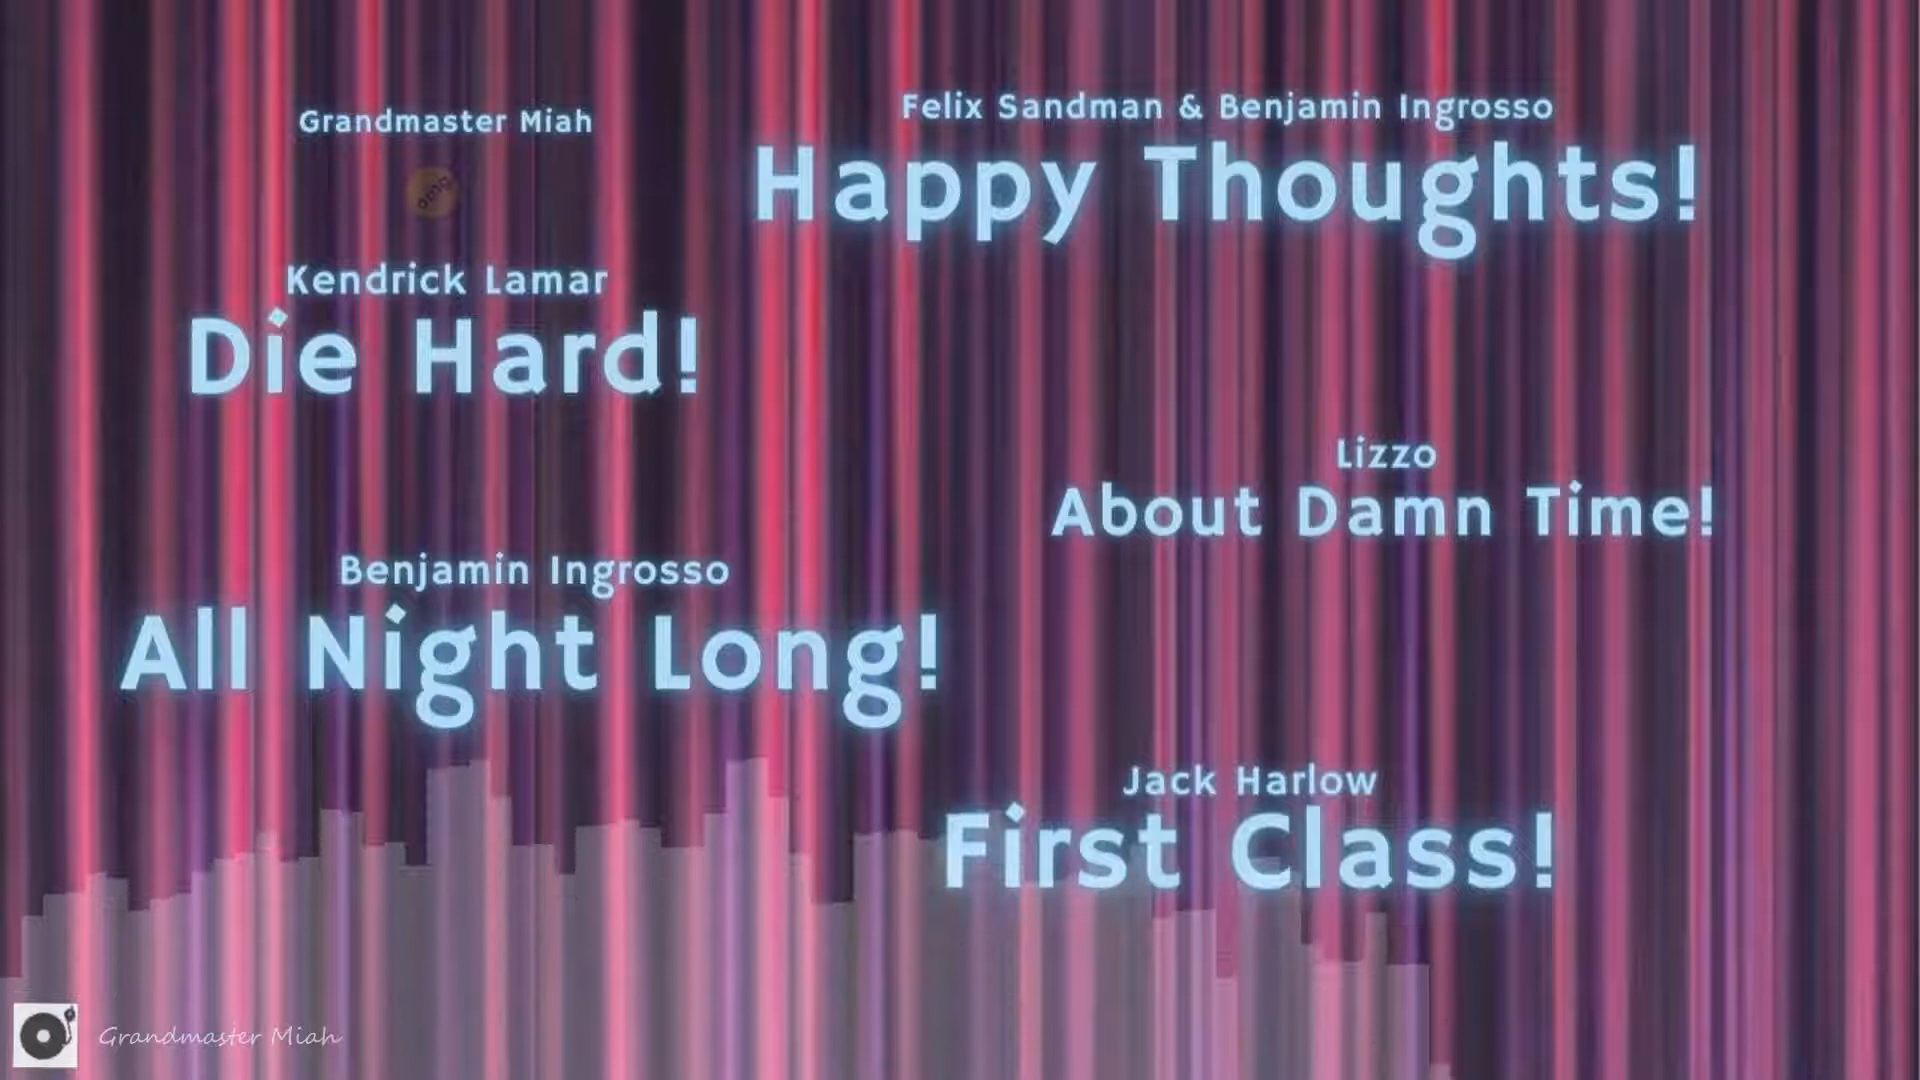 Grandmaster Miah
omg
Felix Sandman & Benjamin Ingrosso
Happy Thoughts!
Kendrick Lamar
Die Hard!
Lizzo
About Damn Time!
Benjamin Ingrosso
All Night Long!
Jack Harlow
First Class!
Grandmaster Miah